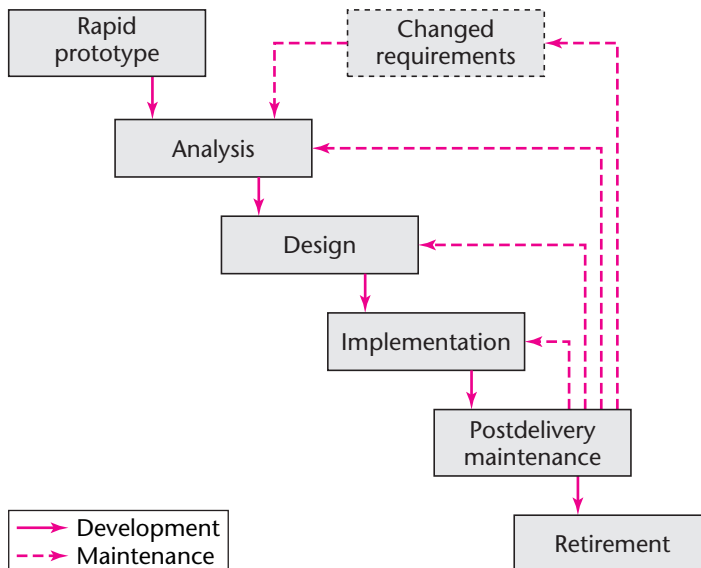 Rapid
prototype
Changed
requirements
Analysis
Design
Implementation
Postdelivery
maintenance
Retirement
Development
Maintenance